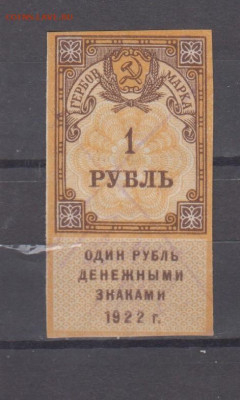 ГЕРБОВ. МАРКА
1
РУБЛЬ
ОДИН РУБЛЬ
ДЕНЕЖНЫМИ
ЗНАКАМИ
1922 г.